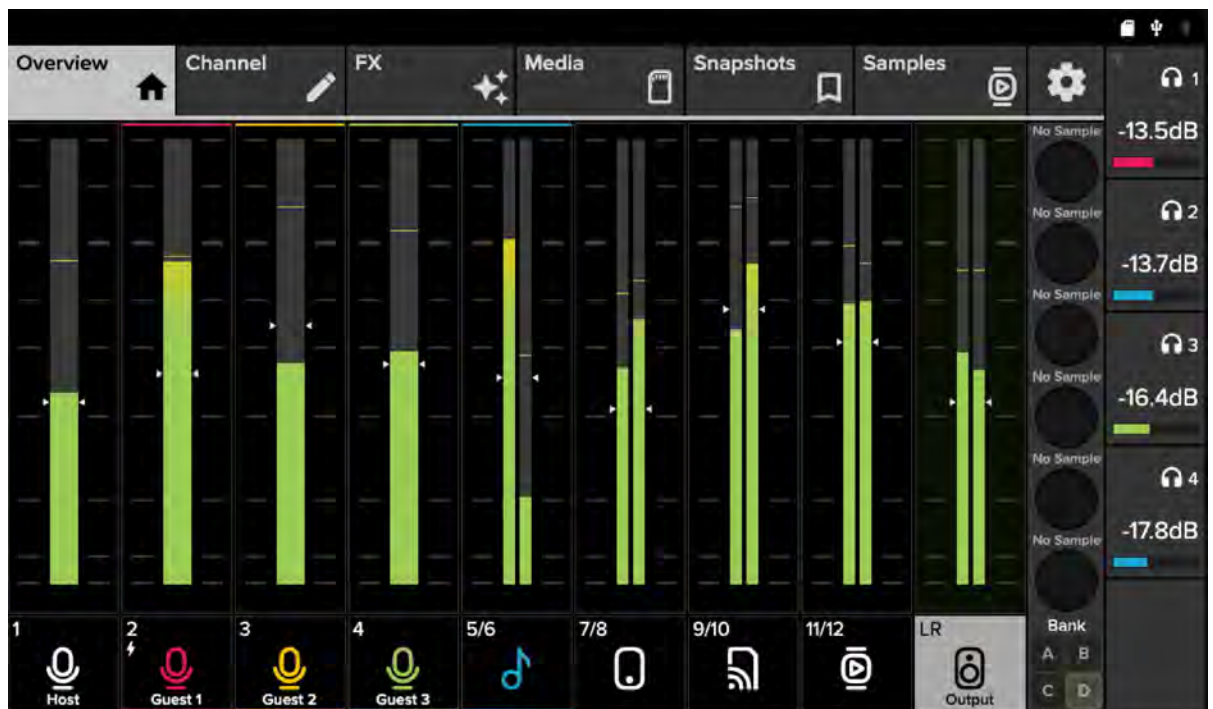 Overview
Channel
FX
Media
Snapshots
Samples
1
-13.5dB
2
-13.7dB
3
-16.4dB
4
-17.8dB
No Sample
No Sample
No Sample
No Sample
No Sample
No Sample
Bank
A B
C D
1
Host
2
Guest 1
3
Guest 2
4
Guest 3
5/6
7/8
9/10
11/12
LR
Output